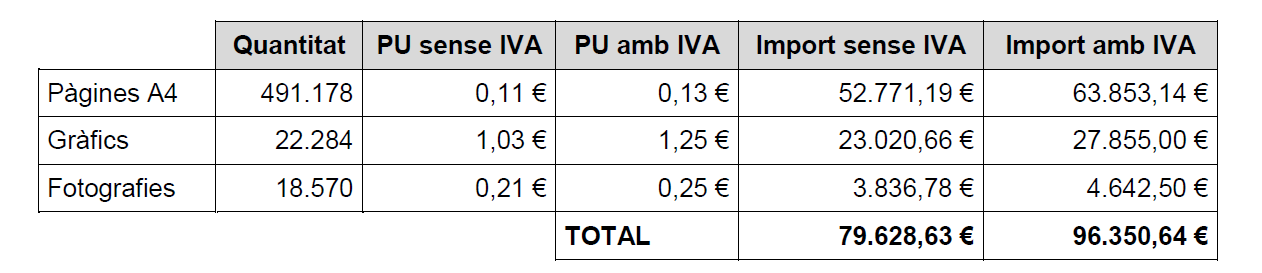 Quantitat PU sense IVA PU amb IVA Import sense IVA Import amb IVA
Pàgines A4 491.178 0,11 € 0,13 € 52.771,19 € 63.853,14 €
Gràfics 22.284 1,03 € 1,25 € 23.020,66 € 27.855,00 €
Fotografies 18.570 0,21 € 0,25 € 3.836,78 € 4.642,50 €
TOTAL 79.628,63 € 96.350,64 €